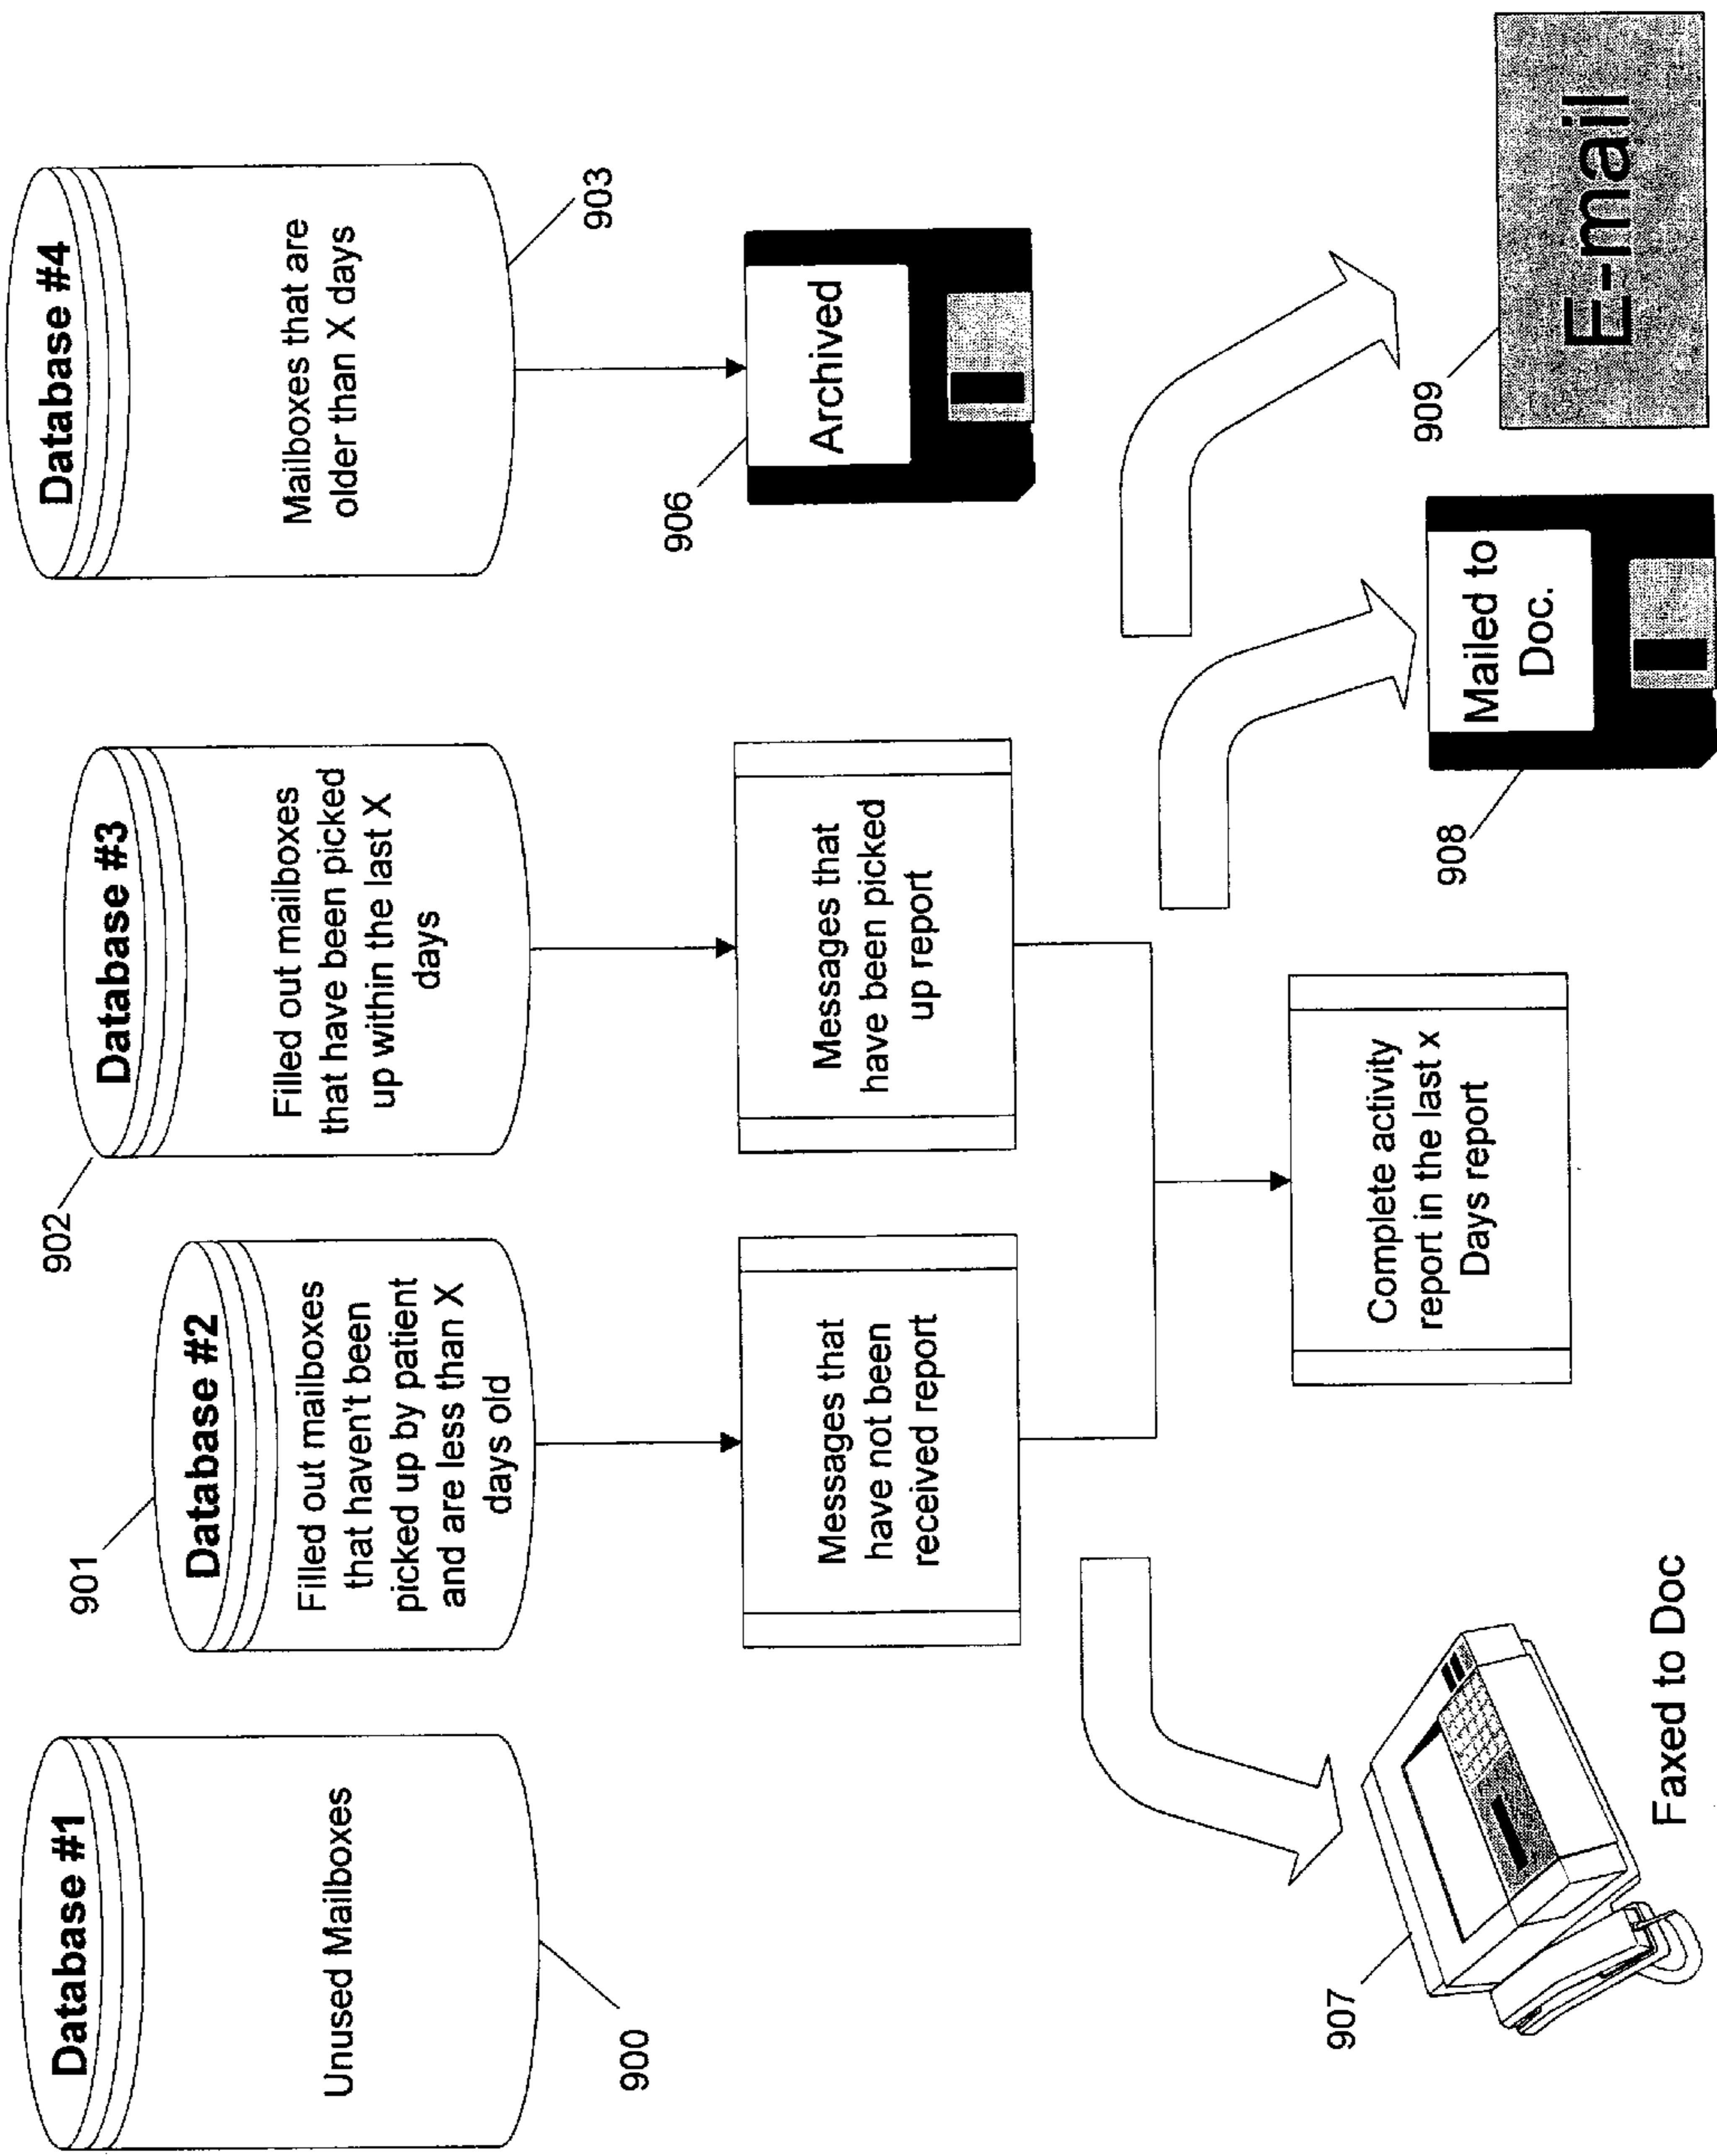 Database #1
Unused Mailboxes
900
901
Database #2
Filled out mailboxes
that haven't been
picked up by patient
and are less than X
days old
902
Database #3
Filled out mailboxes
that have been picked
up within the last X
days
Database #4
Mailboxes that are
older than X days
903
Messages that
have not been
received report
Messages that
have been picked
up report
906
Archived
Complete activity
report in the last x
Days report
907
Faxed to Doc
908
Mailed to
Doc.
909
E-mail